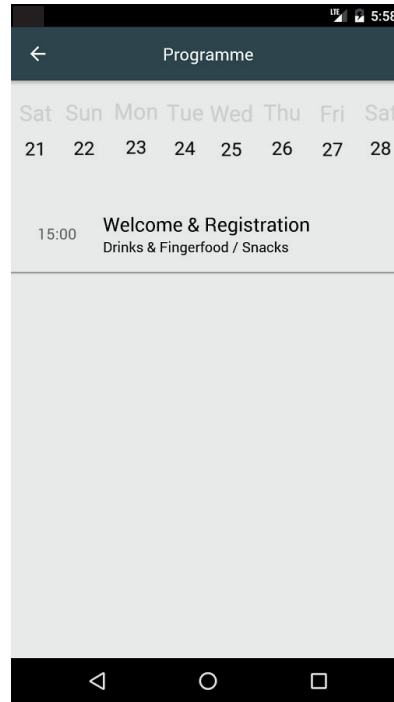 LTE 5:58
Programme
Sat Sun Mon Tue Wed Thu Fri Sat
21 22 23 24 25 26 27 28
15:00 Welcome & Registration
Drinks & Fingerfood / Snacks